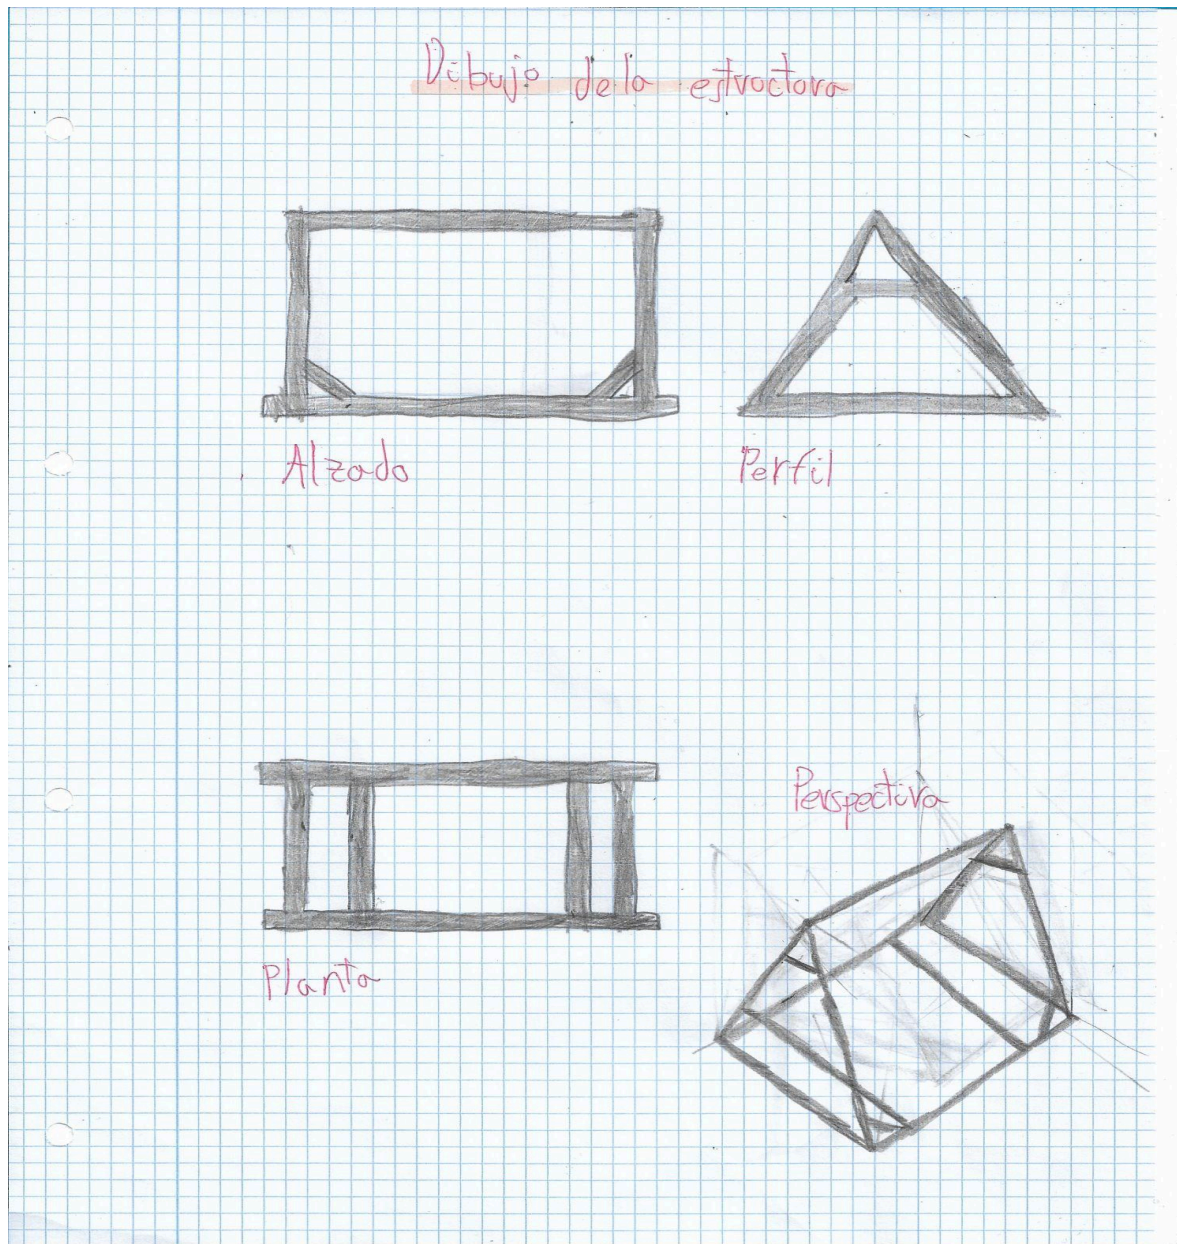 Dibujo de la estructura
Alzado
Perfil
Perspectiva
Planta